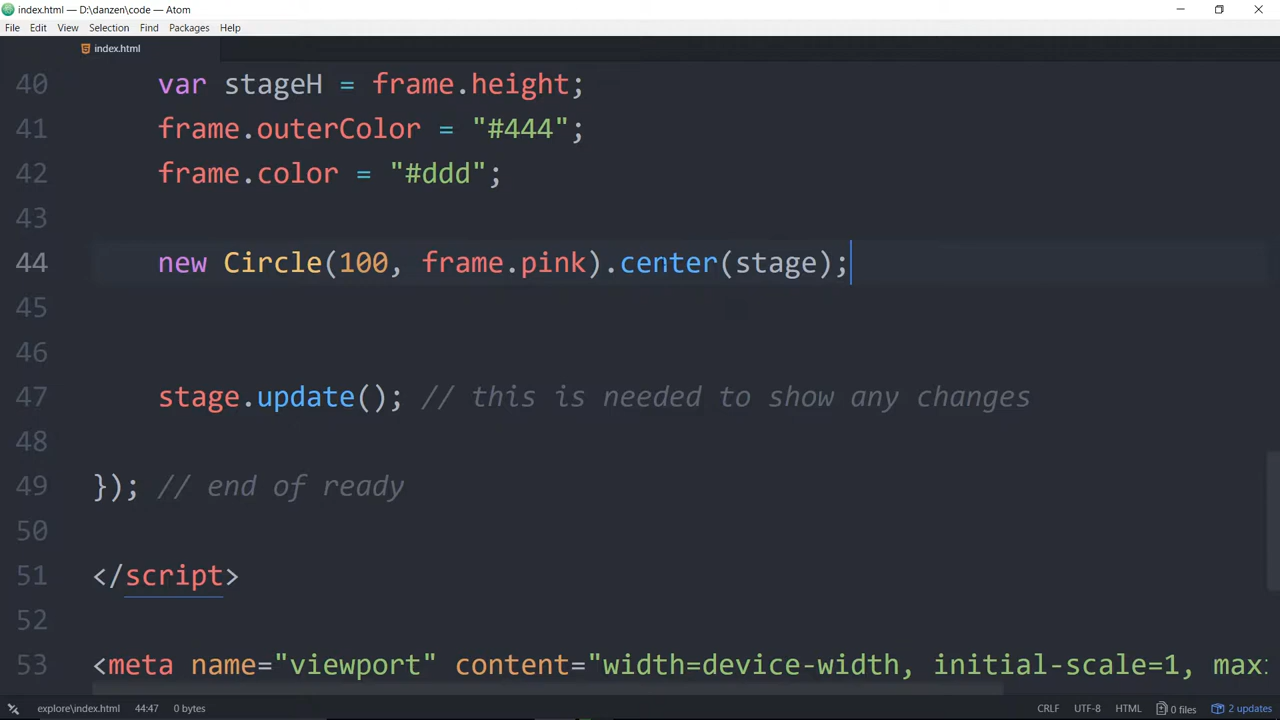 index.html — D:\danzen\code — Atom
File Edit View Selection Find Packages Help
index.html
40 var stageH = frame.height;
41 frame.outerColor = "#444";
42 frame.color = "#ddd";
43
44 new Circle(100, frame.pink).center(stage);
45
46
47 stage.update(); // this is needed to show any changes
48
49 }); // end of ready
50
51 </script>
52
53 <meta name="viewport" content="width=device-width, initial-scale=1, max
explore\index.html 44:47 0 bytes CRLF UTF-8 HTML 0 files 2 updates